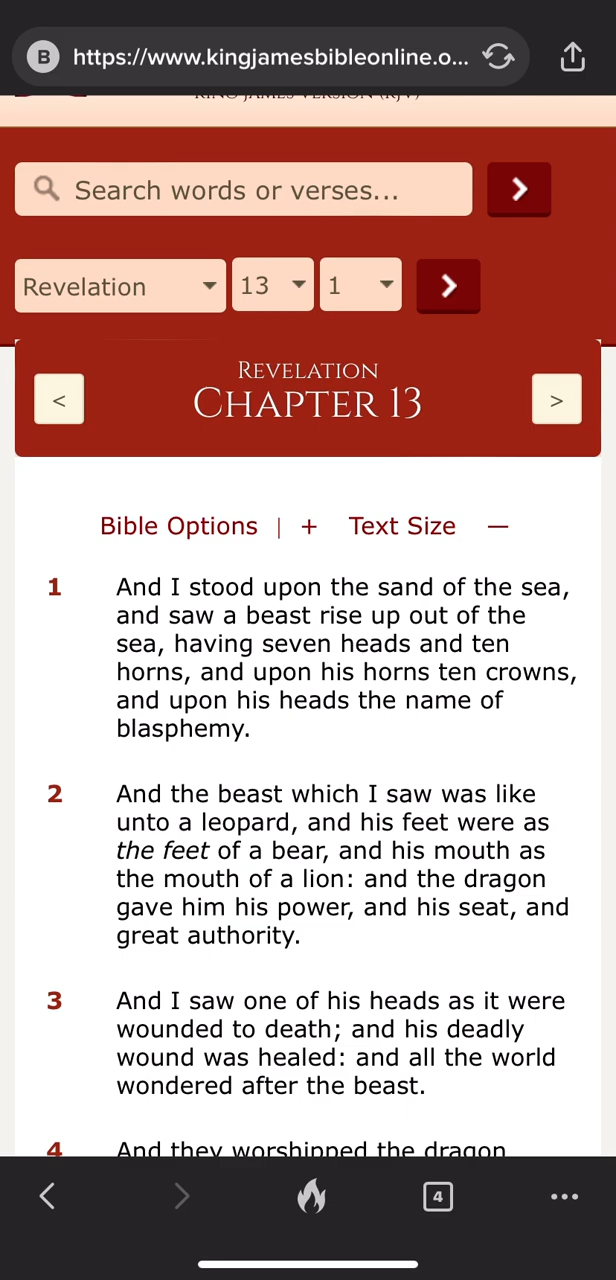 B https://www.kingjamesbibleonline.o...
KING JAMES VERSION (KJV)
Search words or verses...
Revelation 13 1
REVELATION
CHAPTER 13
< >
Bible Options | + Text Size —
1 And I stood upon the sand of the sea,
and saw a beast rise up out of the
sea, having seven heads and ten
horns, and upon his horns ten crowns,
and upon his heads the name of
blasphemy.
2 And the beast which I saw was like
unto a leopard, and his feet were as
the feet of a bear, and his mouth as
the mouth of a lion: and the dragon
gave him his power, and his seat, and
great authority.
3 And I saw one of his heads as it were
wounded to death; and his deadly
wound was healed: and all the world
wondered after the beast.
4 And they worshipped the dragon
4